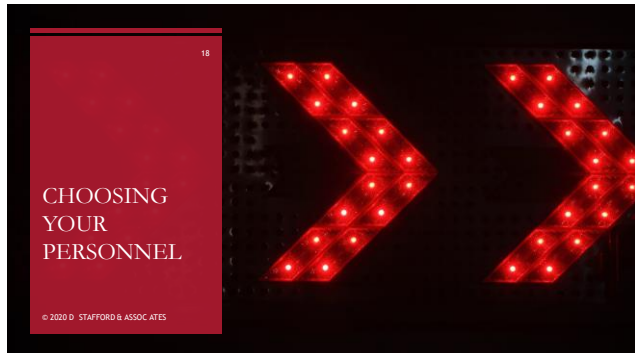 18
CHOOSING
YOUR
PERSONNEL
© 2020 D STAFFORD & ASSOC ATES